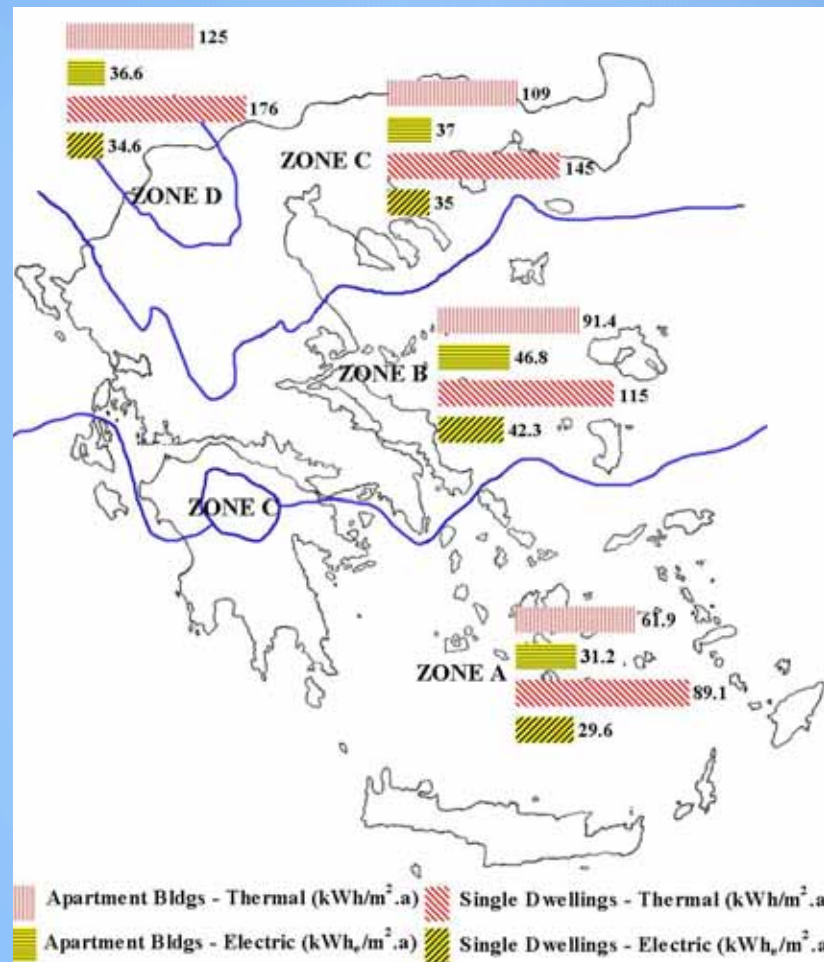 125
36.6
176
34.6
ZONE D
109
37
ZONE C
145
35
91.4
46.8
ZONE B
115
42.3
ZONE C
61.9
31.2
ZONE A
89.1
29.6
Apartment Bldgs - Thermal (kWh/m².a) Single Dwellings - Thermal (kWh/m².a
Apartment Bldgs - Electric (kWhₑ/m².a) Single Dwellings - Electric (kWhₑ/m².a